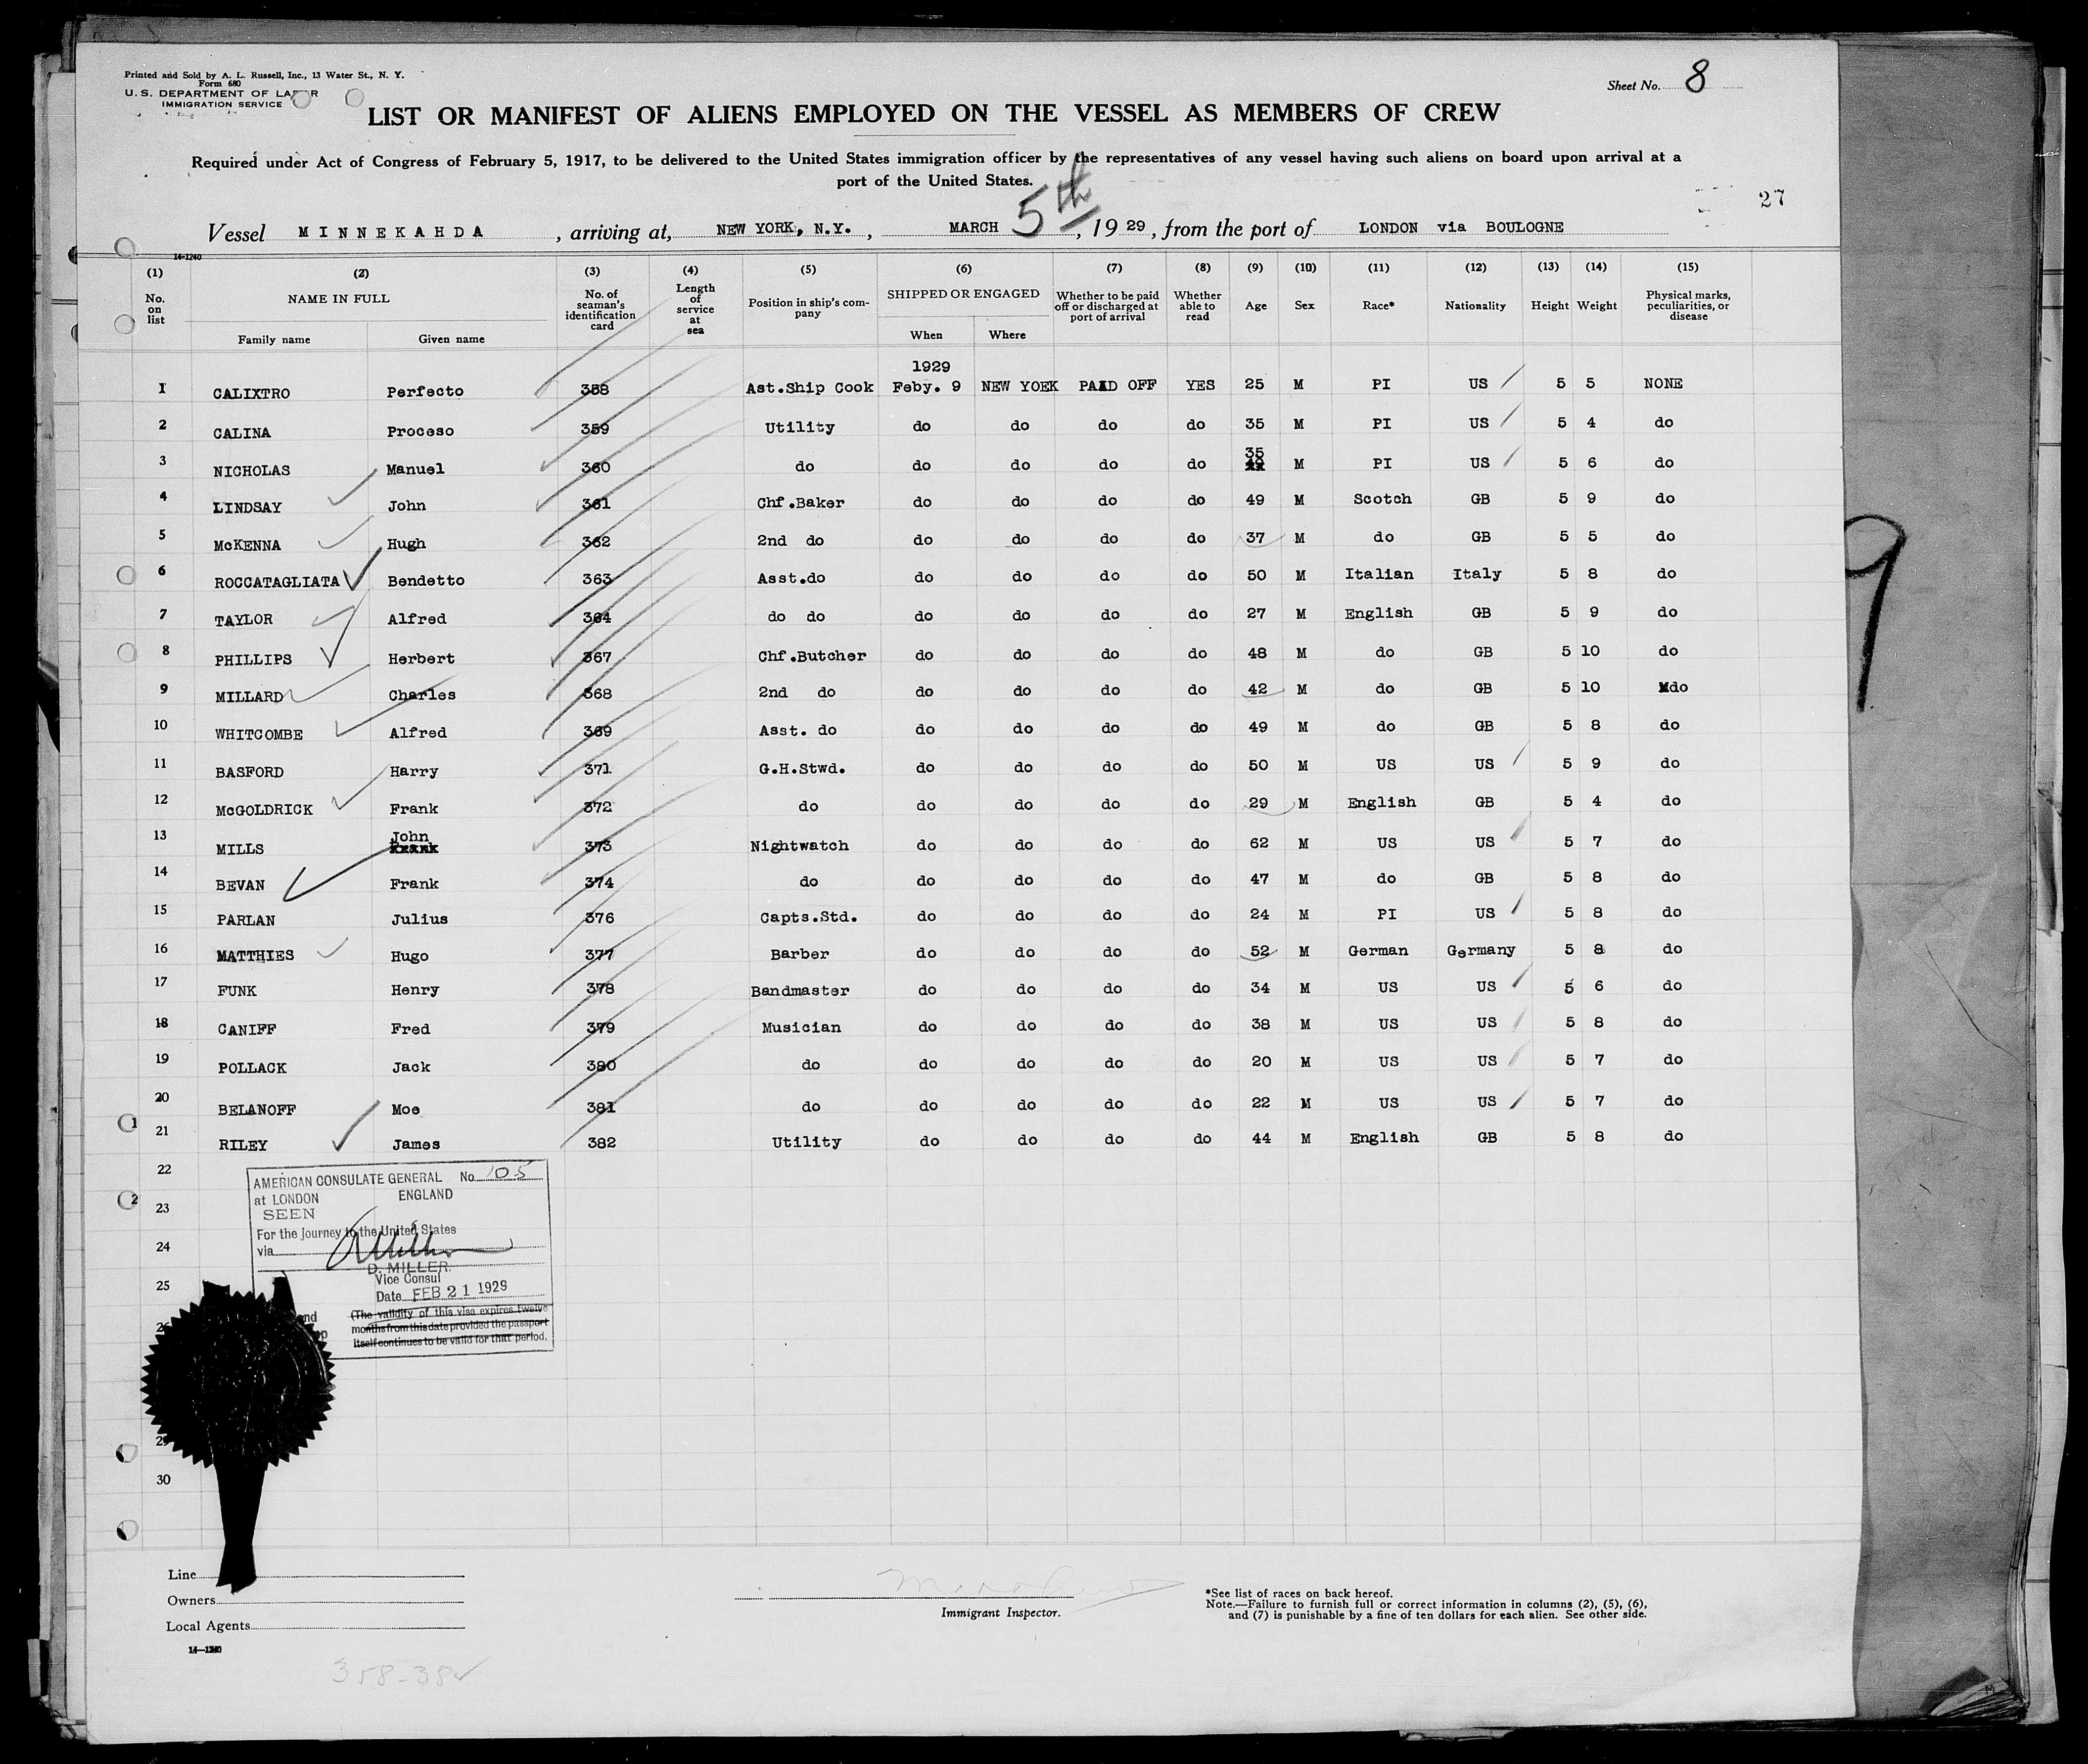 Printed and Sold by A. L. Russell, Inc., 13 Water St., N. Y.
Form 680
U. S. DEPARTMENT OF LABOR
IMMIGRATION SERVICE
Sheet No. 8
LIST OR MANIFEST OF ALIENS EMPLOYED ON THE VESSEL AS MEMBERS OF CREW
Required under Act of Congress of February 5, 1917, to be delivered to the United States immigration officer by the representatives of any vessel having such aliens on board upon arrival at a
port of the United States.
27
Vessel MINNEKAHDA, arriving at, NEW YORK, N.Y., MARCH 5th, 1929, from the port of LONDON via BOULOGNE
14-1240
(1) (2) (3) (4) (5) (6) (7) (8) (9) (10) (11) (12) (13) (14) (15)
No. on list NAME IN FULL Family name Given name No. of seaman's identification card Length of service at sea Position in ship's company SHIPPED OR ENGAGED When Where Whether to be paid off or discharged at port of arrival Whether able to read Age Sex Race* Nationality Height Weight Physical marks, peculiarities, or disease
1929
1 CALIXTRO Perfecto 358 Ast.Ship Cook Feby. 9 NEW YORK PAID OFF YES 25 M PI US 5 5 NONE
2 CALINA Proceso 359 Utility do do do do 35 M PI US 5 4 do
3 NICHOLAS Manuel 360 do do do do do 35 49 M PI US 5 6 do
4 LINDSAY John 361 Chf.Baker do do do do 49 M Scotch GB 5 9 do
5 McKENNA Hugh 362 2nd do do do do do 37 M do GB 5 5 do
6 ROCCATAGLIATA Bendetto 363 Asst.do do do do do 50 M Italian Italy 5 8 do
7 TAYLOR Alfred 364 do do do do do do 27 M English GB 5 9 do
8 PHILLIPS Herbert 367 Chf.Butcher do do do do 48 M do GB 5 10 do
9 MILLARD Charles 368 2nd do do do do do 42 M do GB 5 10 do
10 WHITCOMBE Alfred 369 Asst. do do do do do 49 M do GB 5 8 do
11 BASFORD Harry 371 G.H.Stwd. do do do do 50 M US US 5 9 do
12 McGOLDRICK Frank 372 do do do do do 29 M English GB 5 4 do
13 MILLS John Frank 373 Nightwatch do do do do 62 M US US 5 7 do
14 BEVAN Frank 374 do do do do do 47 M do GB 5 8 do
15 PARLAN Julius 376 Capts.Std. do do do do 24 M PI US 5 8 do
16 MATTHIES Hugo 377 Barber do do do do 52 M German Germany 5 8 do
17 FUNK Henry 378 Bandmaster do do do do 34 M US US 5 6 do
18 CANIFF Fred 379 Musician do do do do 38 M US US 5 8 do
19 POLLACK Jack 380 do do do do do 20 M US US 5 7 do
20 BELANOFF Moe 381 do do do do do 22 M US US 5 7 do
21 RILEY James 382 Utility do do do do 44 M English GB 5 8 do
22
23
24
25
30
AMERICAN CONSULATE GENERAL No. 105
at LONDON ENGLAND
SEEN
For the journey to the United States
via
D. MILLER.
Vice Consul
Date FEB 21 1929
(The validity of this visa expires twelve
months from this date provided the passport
itself continues to be valid for that period.
9
Line
Owners
Local Agents
14—1240
Immigrant Inspector.
*See list of races on back hereof.
Note.—Failure to furnish full or correct information in columns (2), (5), (6),
and (7) is punishable by a fine of ten dollars for each alien. See other side.
358-382